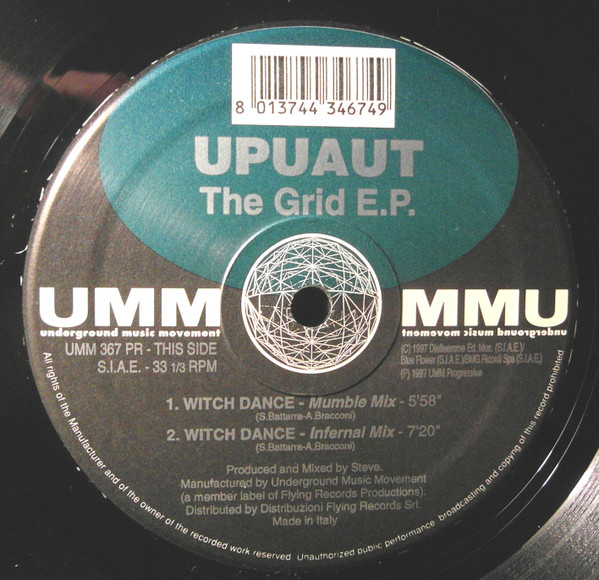 8 013744 346749
UPUAUT
The Grid E.P.
UMM
underground music movement
UMM 367 PR - THIS SIDE
S.I.A.E. - 33 1/3 RPM
MMU
underground music movement
(C) 1997 Dieffeemme Ed. Mus. (S.I.A.E.)/
Blue Flower (S.I.A.E)/BMG Ricordi Spa (S.I.A.E.)
(P) 1997 UMM Progressive
1. WITCH DANCE - Mumble Mix - 5'58"
(S.Battarra-A.Bracconi)
2. WITCH DANCE - Infernal Mix - 7'20"
(S.Battarra-A.Bracconi)
Produced and Mixed by Steve.
Manufactured by Underground Music Movement
(a member label of Flying Records Productions).
Distributed by Distribuzioni Flying Records Srl.
Made in Italy
All rights of the Manufacturer and of the owner of the recorded work reserved. Unauthorized public performance, broadcasting and copyng of this record prohibited